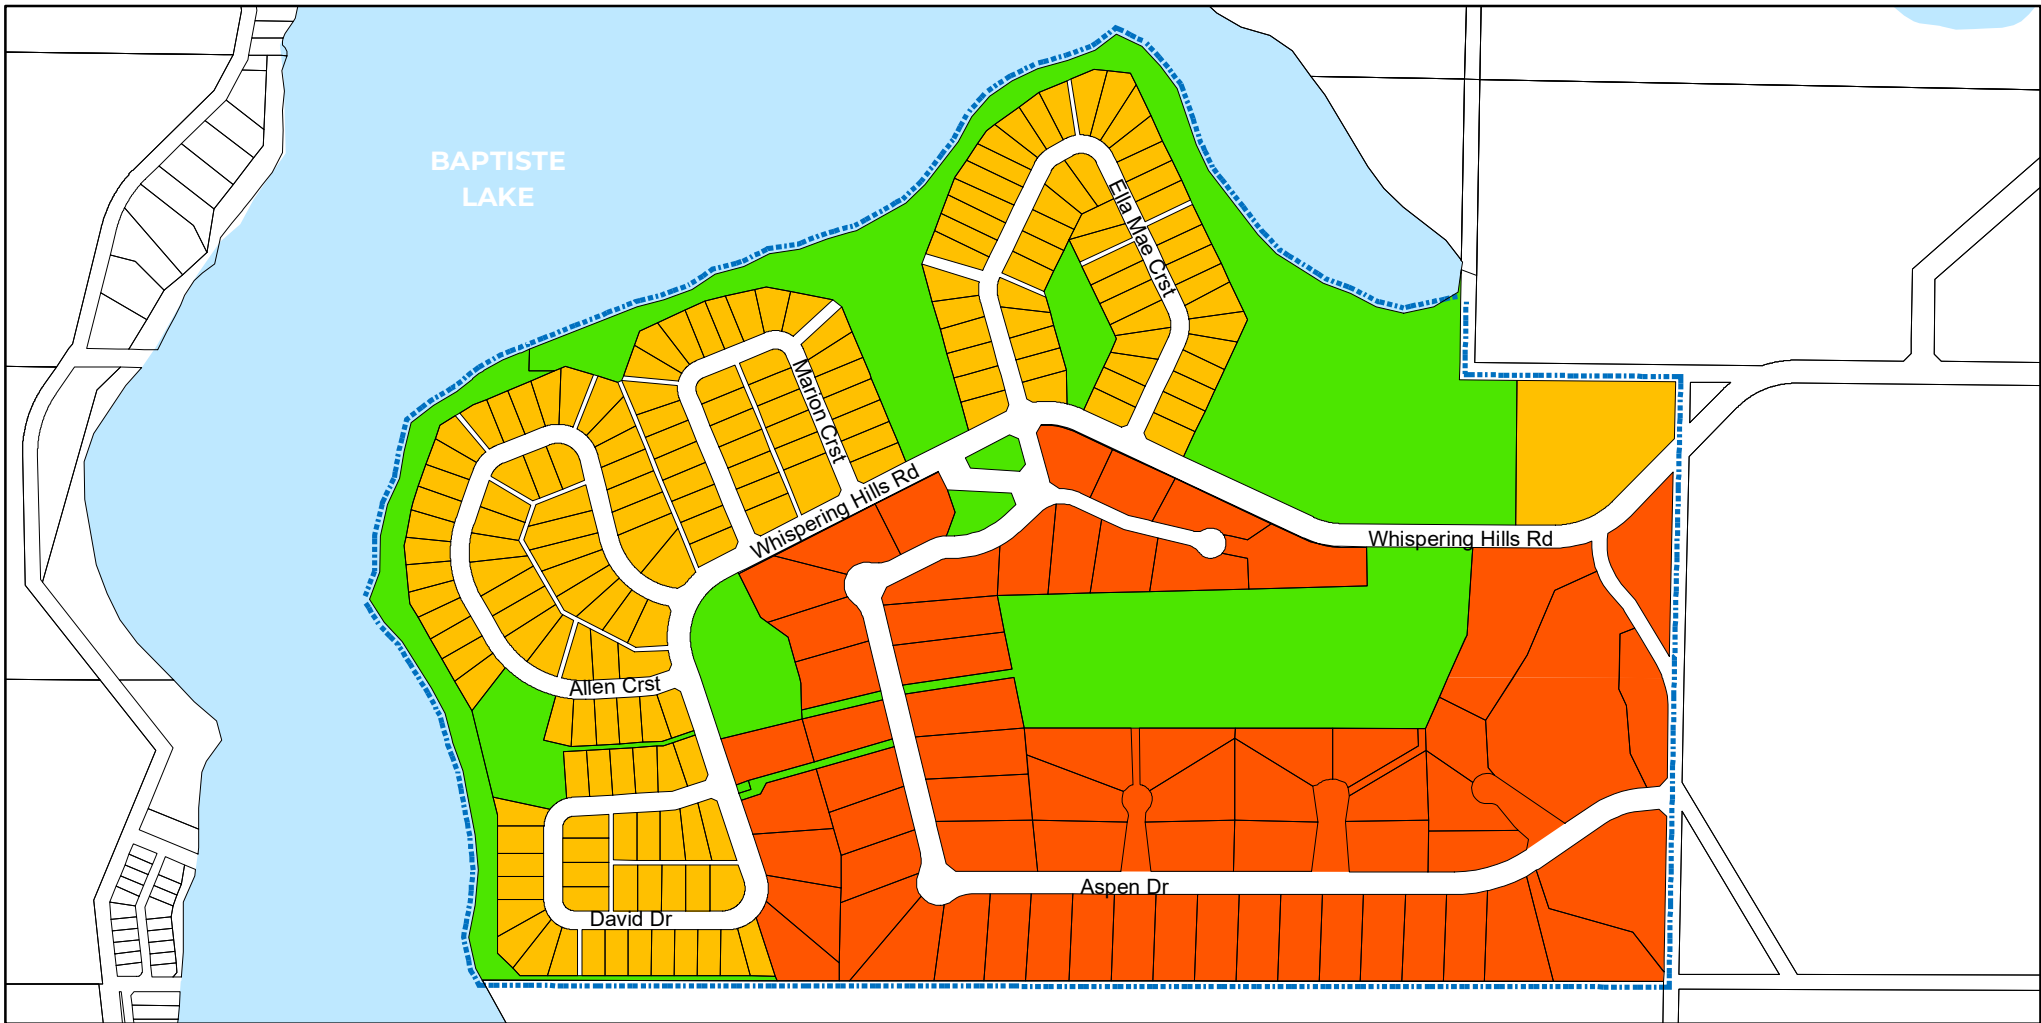 BAPTISTE
LAKE
Ella Mae Crst
Marion Crst
Whispering Hills Rd
Whispering Hills Rd
Allen Crst
Aspen Dr
David Dr